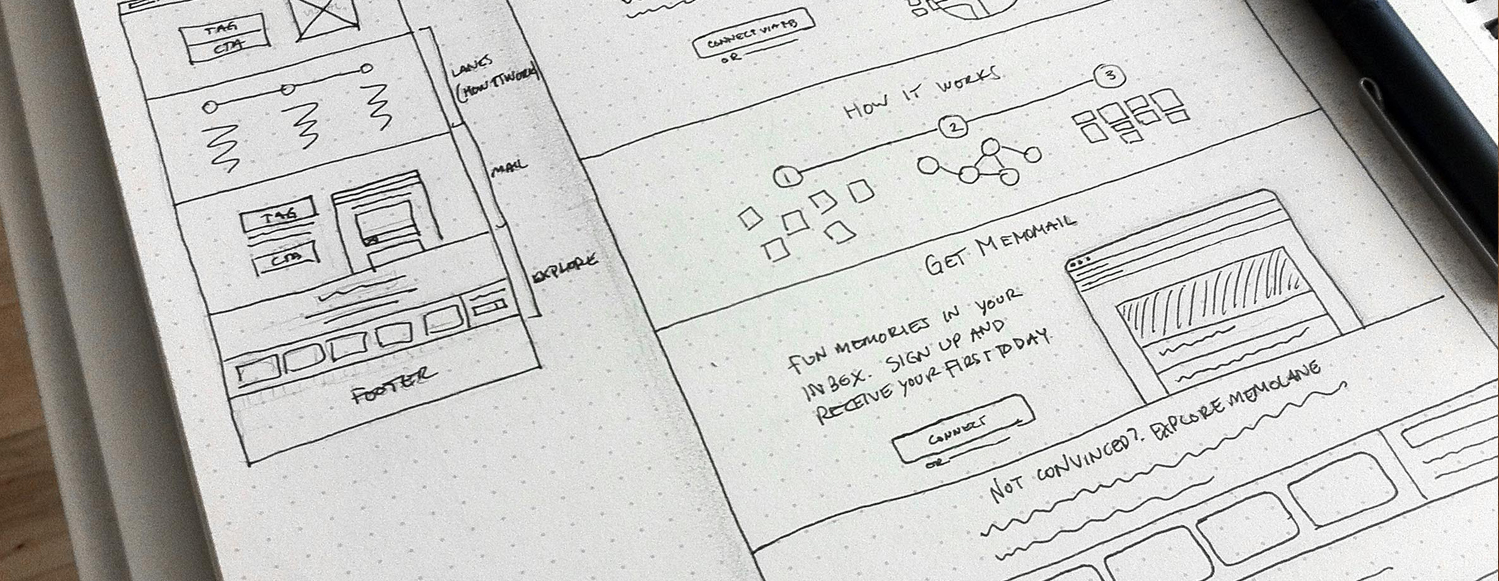 TAG
CTA
LANES
(HOW IT WORKS)
MAIL
TAG
CTA
EXPLORE
FOOTER
CONNECT VIA FB
OR
HOW IT WORKS
1
2
3
GET MEMOMAIL
FUN MEMORIES IN YOUR
INBOX. SIGN UP AND
RECEIVE YOUR FIRST TODAY.
CONNECT
OR
NOT CONVINCED? EXPLORE MEMOLANE